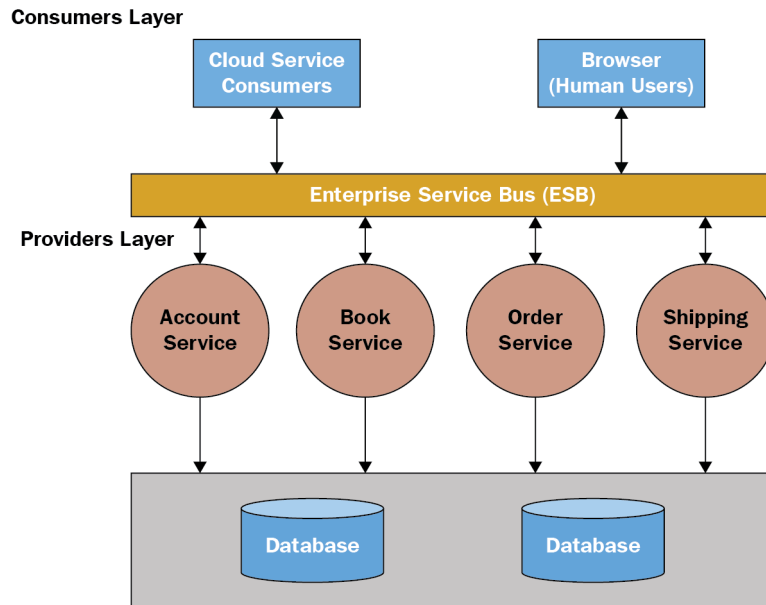 Consumers Layer
Cloud Service
Consumers
Browser
(Human Users)
Enterprise Service Bus (ESB)
Providers Layer
Account
Service
Book
Service
Order
Service
Shipping
Service
Database
Database